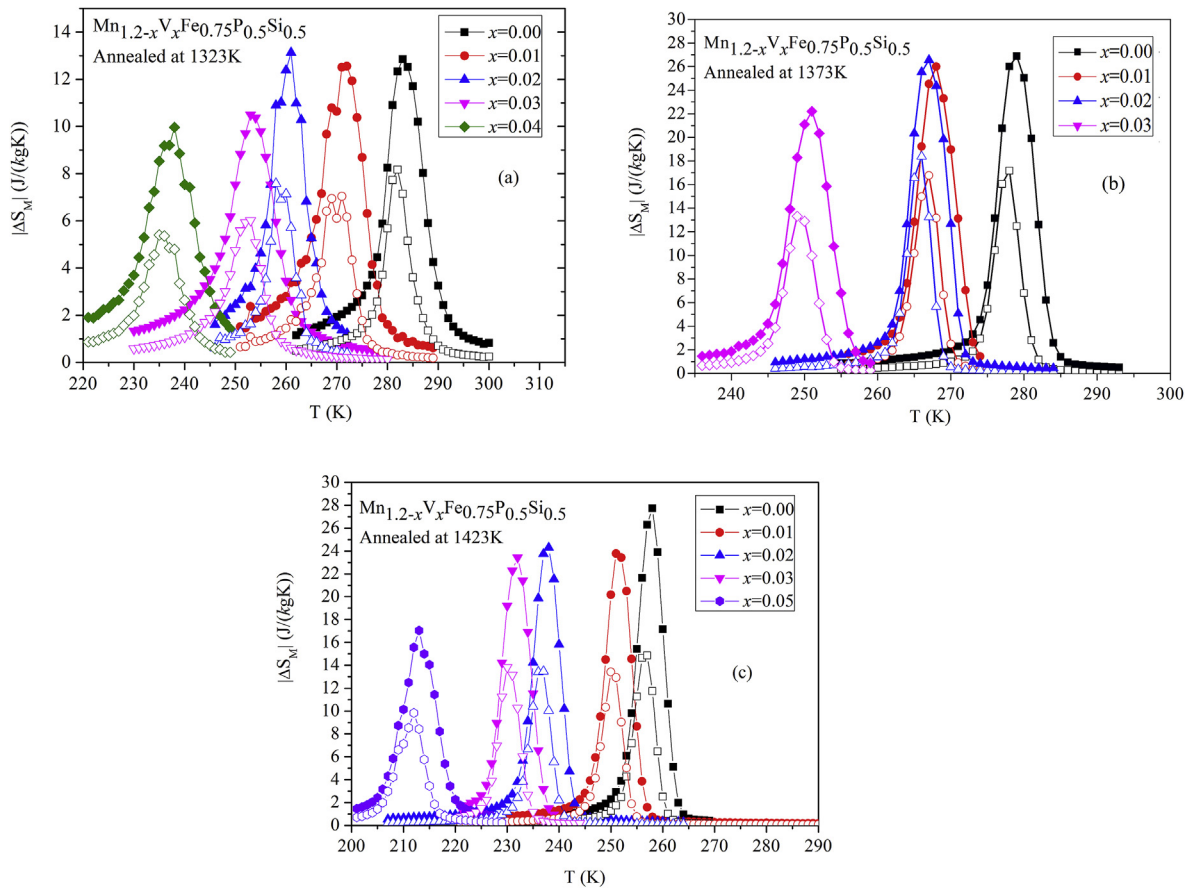 Mn1.2-xVxFe0.75P0.5Si0.5
Annealed at 1323K
x=0.00
x=0.01
x=0.02
x=0.03
x=0.04
(a)
|ΔSM| (J/(kgK))
14
12
10
8
6
4
2
0
220 230 240 250 260 270 280 290 300 310
T (K)
Mn1.2-xVxFe0.75P0.5Si0.5
Annealed at 1373K
x=0.00
x=0.01
x=0.02
x=0.03
(b)
|ΔSM| (J/(kgK))
30
28
26
24
22
20
18
16
14
12
10
8
6
4
2
0
240 250 260 270 280 290 300
T (K)
Mn1.2-xVxFe0.75P0.5Si0.5
Annealed at 1423K
x=0.00
x=0.01
x=0.02
x=0.03
x=0.05
(c)
|ΔSM| (J/(kgK))
30
28
26
24
22
20
18
16
14
12
10
8
6
4
2
0
200 210 220 230 240 250 260 270 280 290
T (K)